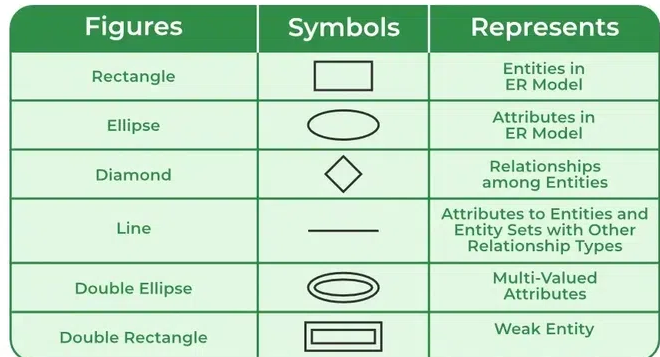 Figures Symbols Represents
Rectangle
Entities in
ER Model
Ellipse
Attributes in
ER Model
Diamond
Relationships
among Entities
Line
Attributes to Entities and
Entity Sets with Other
Relationship Types
Double Ellipse
Multi-Valued
Attributes
Double Rectangle
Weak Entity